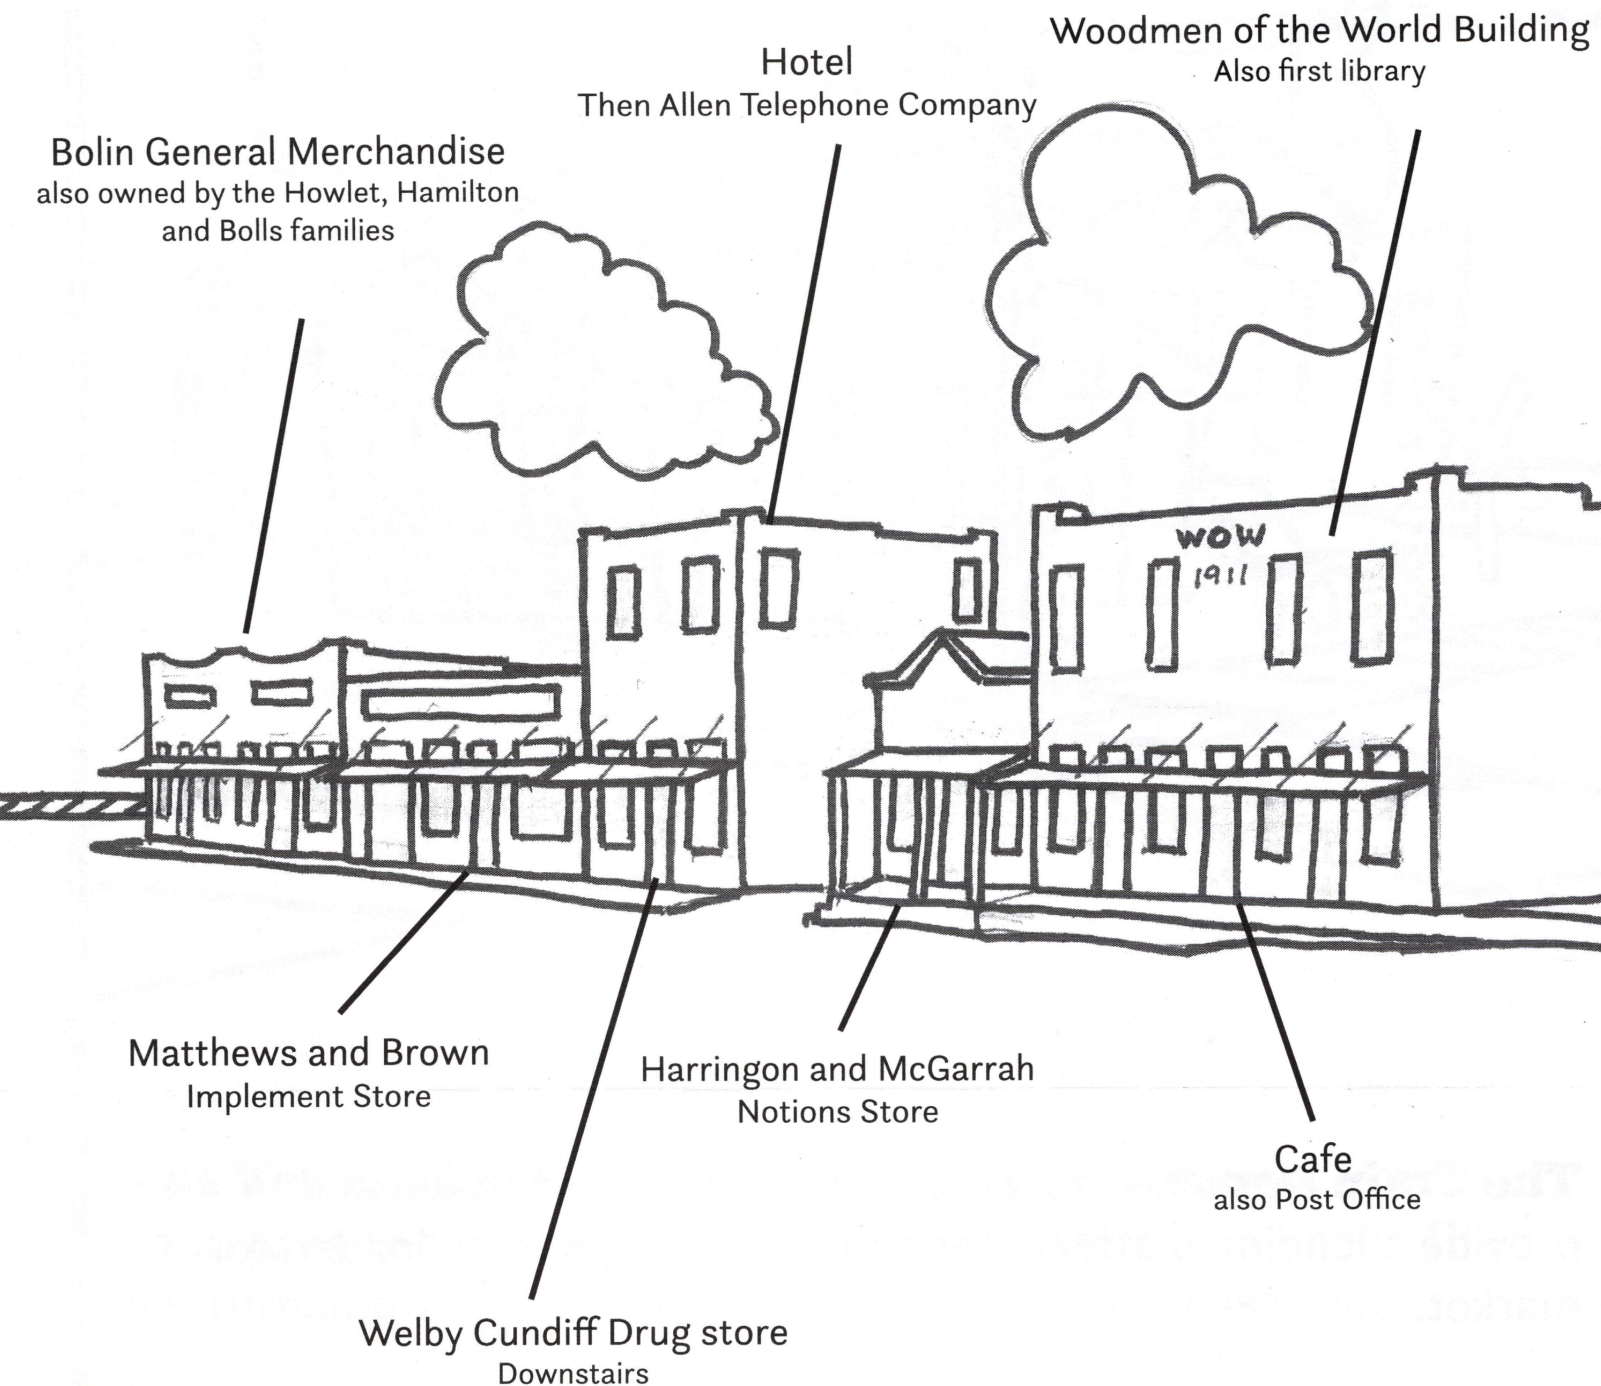 Woodmen of the World Building
Also first library
Hotel
Then Allen Telephone Company
Bolin General Merchandise
also owned by the Howlet, Hamilton
and Bolls families
WOW
1911
Matthews and Brown
Implement Store
Harringon and McGarrah
Notions Store
Cafe
also Post Office
Welby Cundiff Drug store
Downstairs